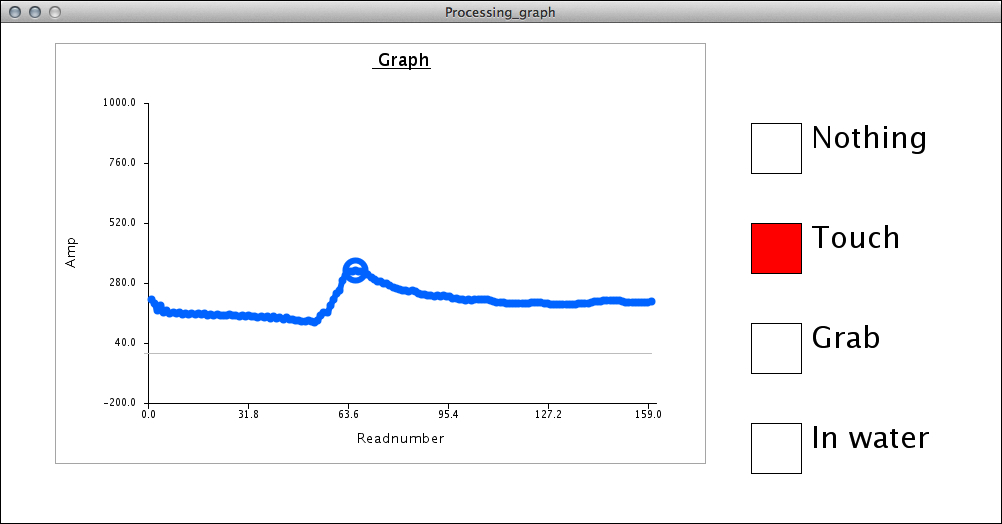 Processing_graph
Graph
1000.0
760.0
520.0
280.0
40.0
-200.0
Amp
0.0 31.8 63.6 95.4 127.2 159.0
Readnumber
Nothing
Touch
Grab
In water